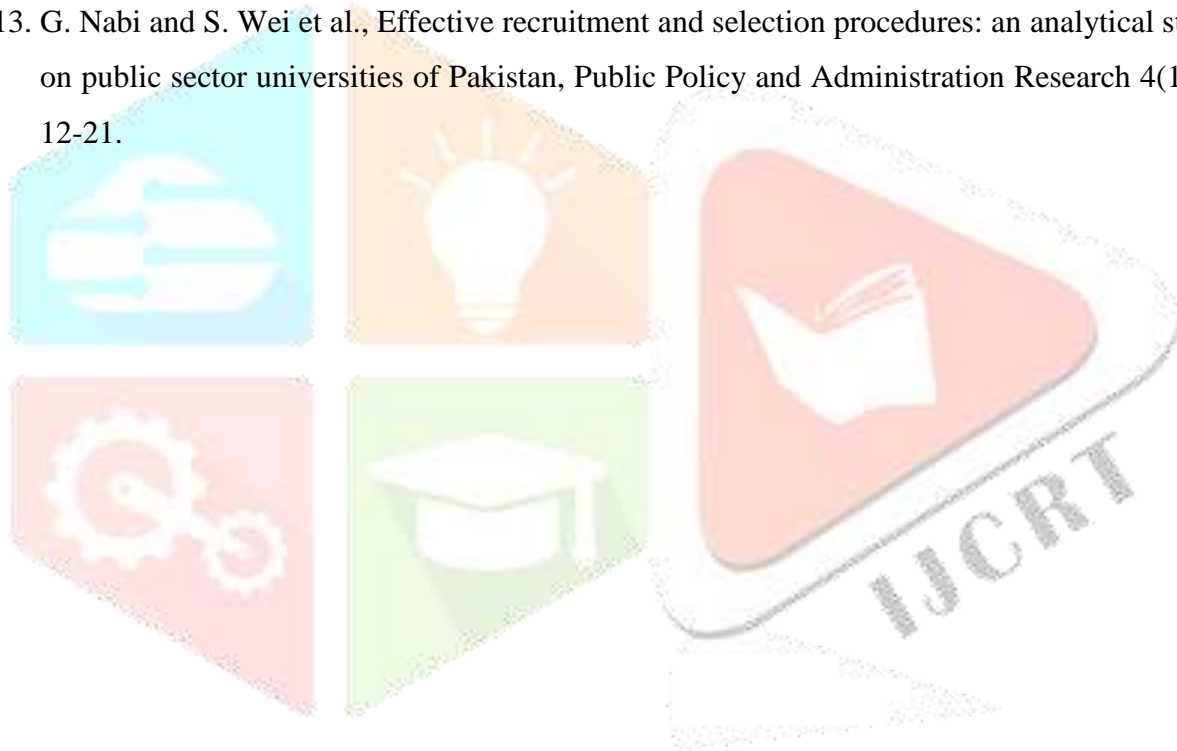 13. G. Nabi and S. Wei et al., Effective recruitment and selection procedures: an analytical
on public sector universities of Pakistan, Public Policy and Administration Research 4(1
12-21.
IJCRT